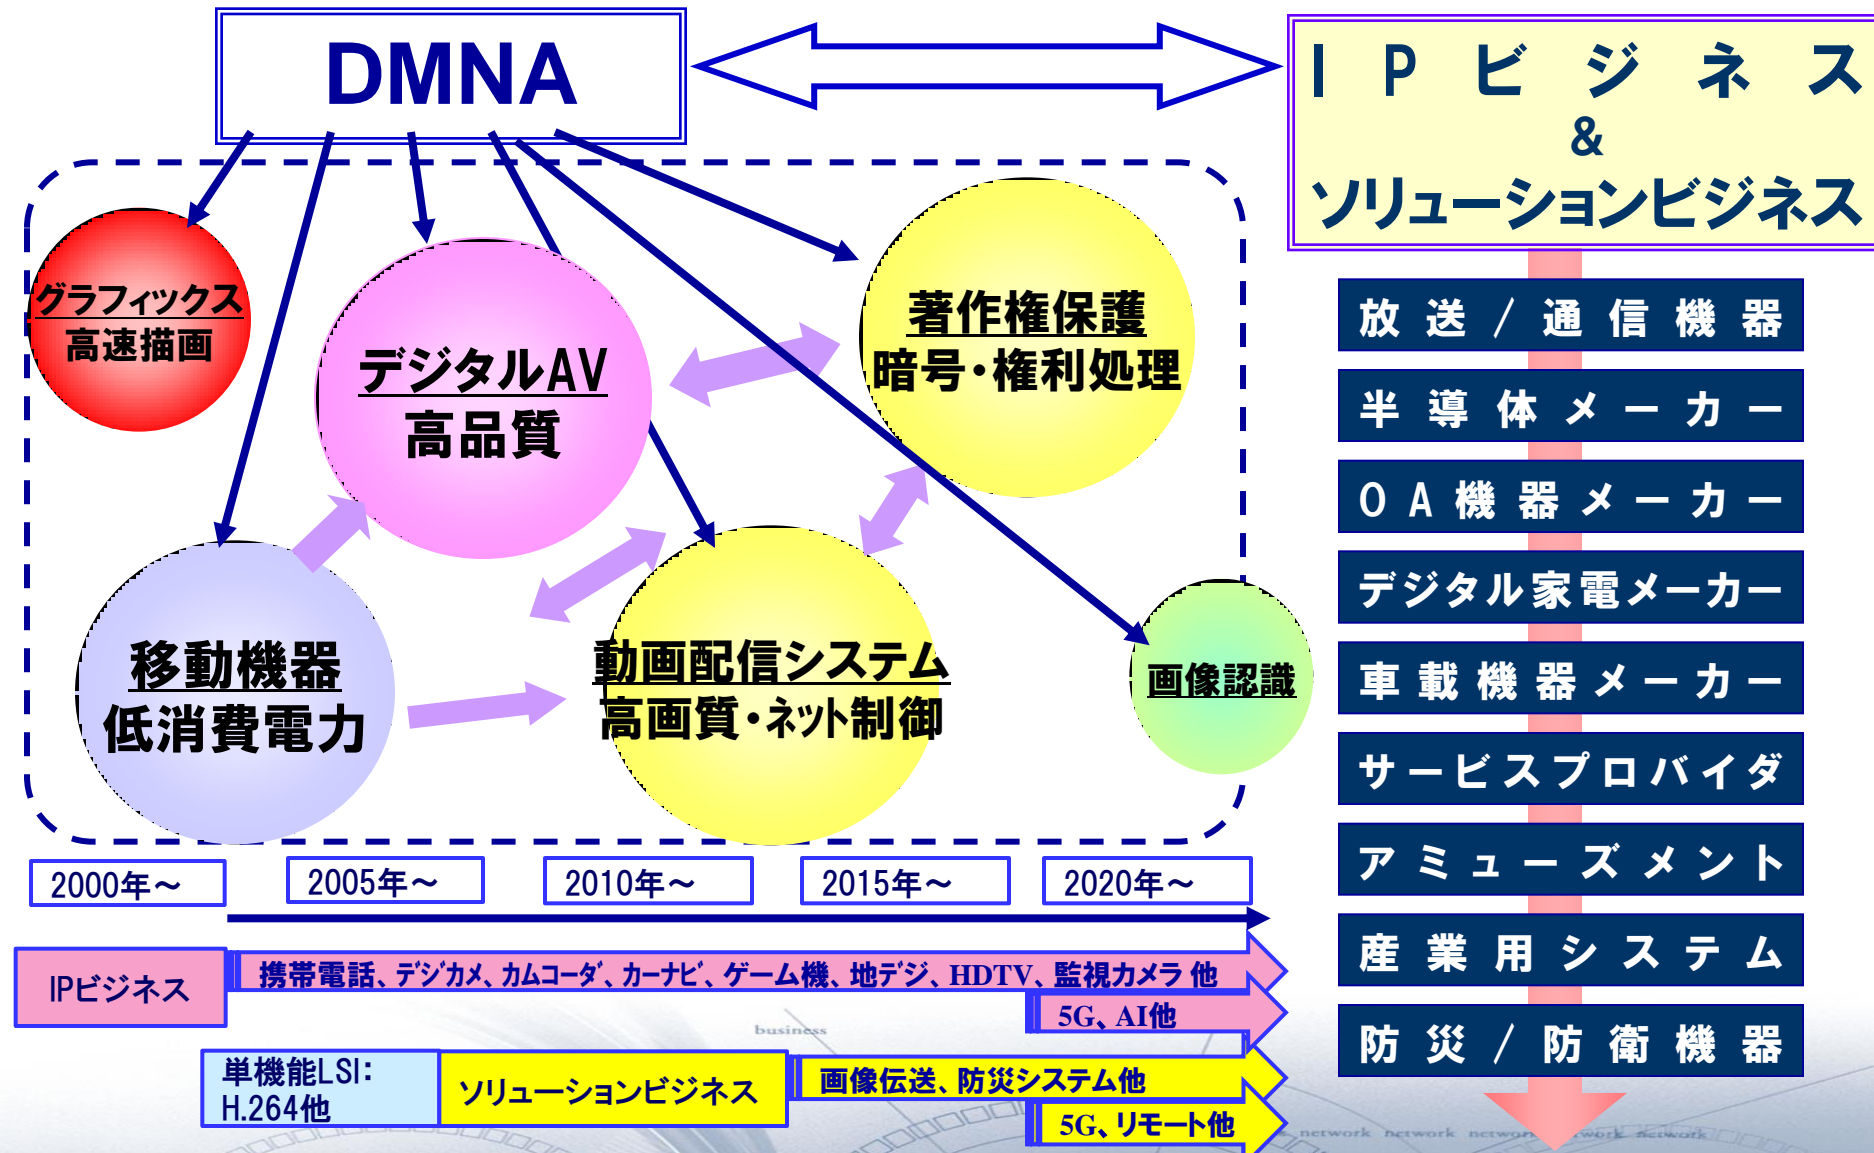 DMNA
IPビジネス
&
ソリューションビジネス
グラフィックス
高速描画
デジタルAV
高品質
著作権保護
暗号・権利処理
移動機器
低消費電力
動画配信システム
高画質・ネット制御
画像認識
放送/通信機器
半導体メーカー
OA機器メーカー
デジタル家電メーカー
車載機器メーカー
サービスプロバイダ
アミューズメント
産業用システム
防災/防衛機器
2000年～
2005年～
2010年～
2015年～
2020年～
IPビジネス
携帯電話、デジカメ、カムコーダ、カーナビ、ゲーム機、地デジ、HDTV、監視カメラ 他
5G、AI他
business
単機能LSI：
H.264他
ソリューションビジネス
画像伝送、防災システム他
5G、リモート他
network network network network network